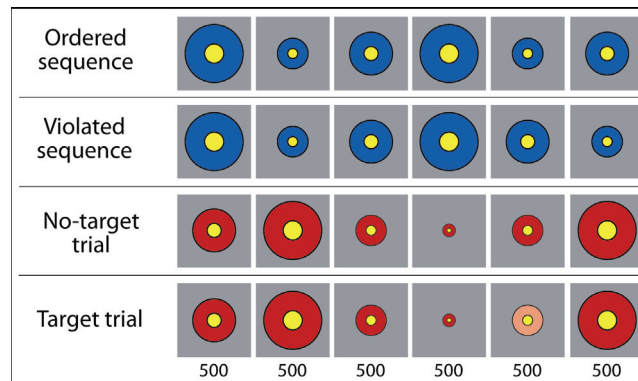 Ordered
sequence
Violated
sequence
No-target
trial
Target trial
500 500 500 500 500 500